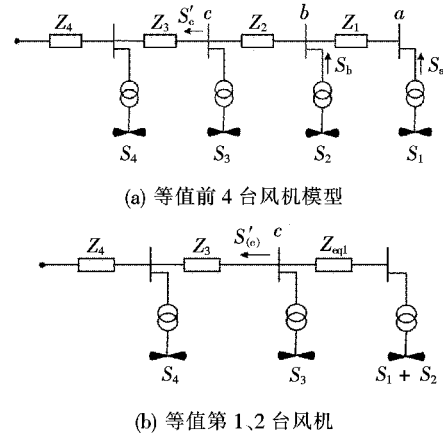 S′c c b a
Z4 Z3 Z2 Z1
Sb Sa
S4 S3 S2 S1
(a) 等值前 4 台风机模型
S′(c) c
Z4 Z3 Zeq1
S4 S3 S1 + S2
(b) 等值第 1、2 台风机